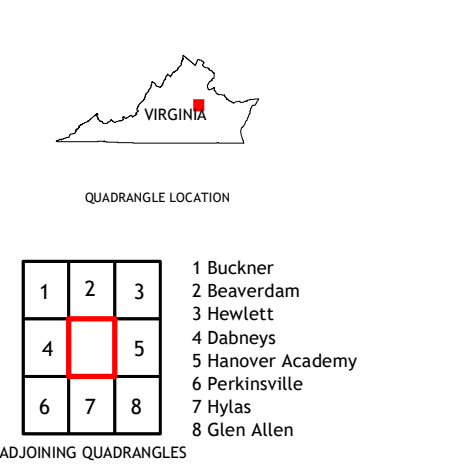 VIRGINIA
QUADRANGLE LOCATION
1 2 3
4 5
6 7 8
1 Buckner
2 Beaverdam
3 Hewlett
4 Dabneys
5 Hanover Academy
6 Perkinsville
7 Hylas
8 Glen Allen
ADJOINING QUADRANGLES